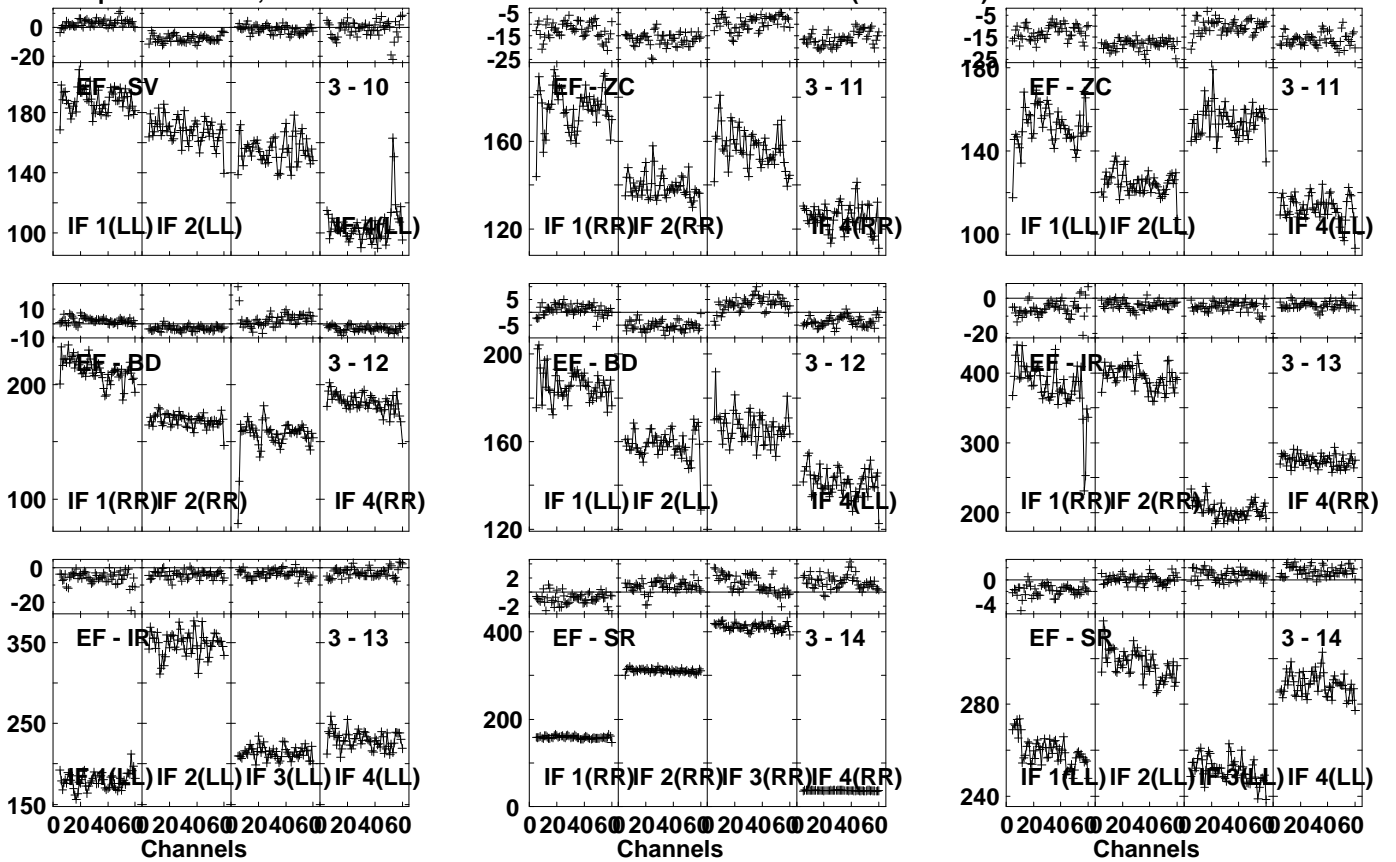 0
-20
EF - SV
3 - 10
180
140
100
IF 1(LL) IF 2(LL) IF 4(LL)
-5
-15
-25
EF - ZC
3 - 11
160
120
IF 1(RR) IF 2(RR) IF 4(RR)
-5
-15
-25
180
EF - ZC
3 - 11
140
100
IF 1(LL) IF 2(LL) IF 4(LL)
10
-10
EF - BD
3 - 12
200
100
IF 1(RR) IF 2(RR) IF 4(RR)
5
-5
200
EF - BD
3 - 12
160
120
IF 1(LL) IF 2(LL) IF 4(LL)
0
-20
400
EF - IR
3 - 13
300
200
IF 1(RR) IF 2(RR) IF 4(RR)
0
-20
350
EF - IR
3 - 13
250
150
IF 1(LL) IF 2(LL) IF 3(LL) IF 4(LL)
0 204060 0 204060 0 204060 0 204060
Channels
2
-2
400
EF - SR
3 - 14
200
0
IF 1(RR) IF 2(RR) IF 3(RR) IF 4(RR)
0 204060 0 204060 0 204060 0 204060
Channels
0
-4
EF - SR
3 - 14
280
240
IF 1(LL) IF 2(LL) IF 3(LL) IF 4(LL)
0 204060 0 204060 0 204060 0 204060
Channels